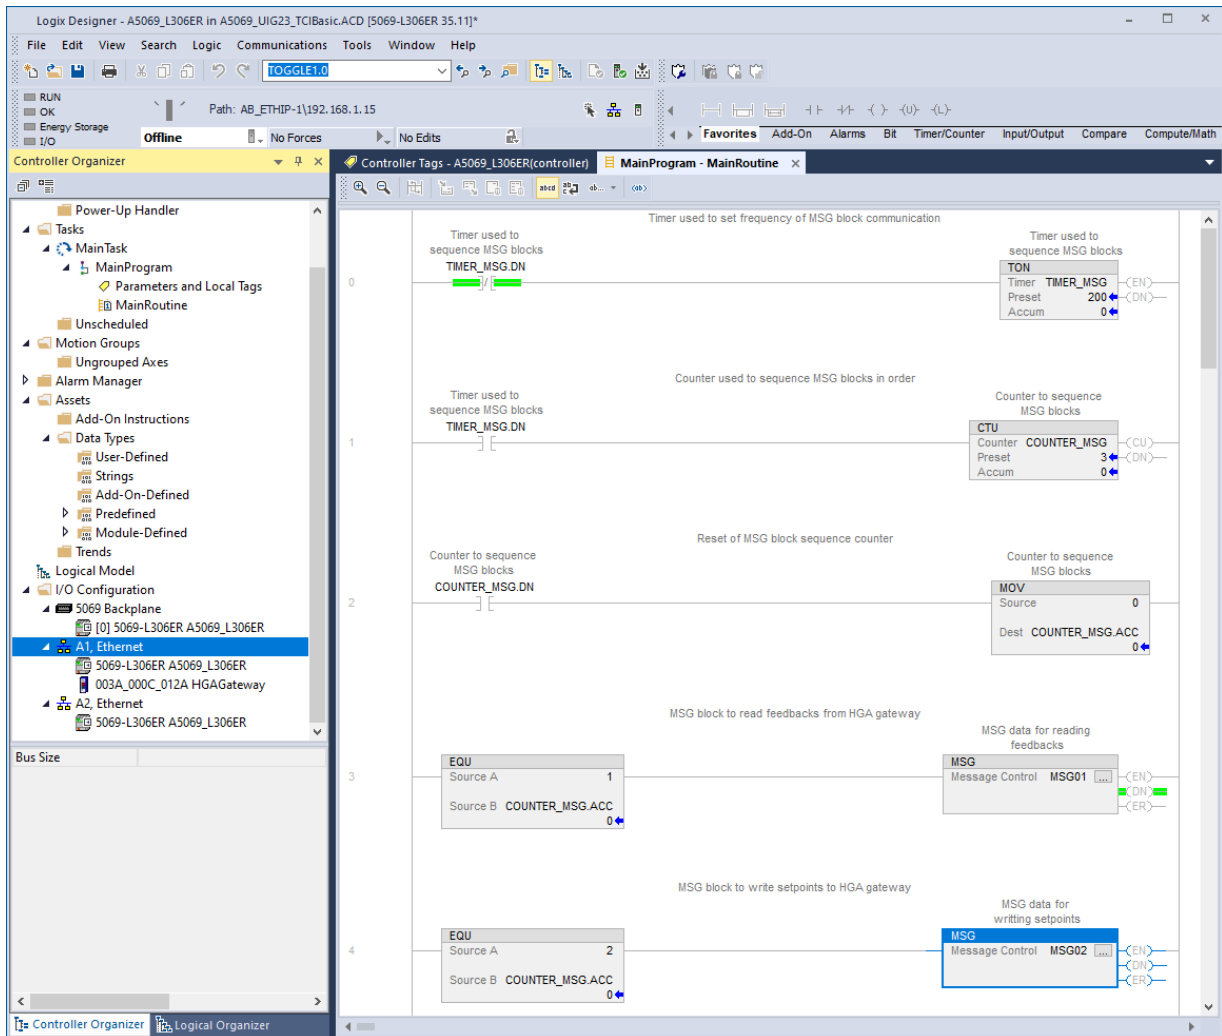 Logix Designer - A5069_L306ER in A5069_UIG23_TCIBasic.ACD [5069-L306ER 35.11]*
File Edit View Search Logic Communications Tools Window Help
TOGGLE1.0
RUN
OK
Energy Storage
I/O
Path: AB_ETHIP-1\192.168.1.15
Offline
No Forces
No Edits
Favorites Add-On Alarms Bit Timer/Counter Input/Output Compare Compute/Math
Controller Organizer
Power-Up Handler
Tasks
MainTask
MainProgram
Parameters and Local Tags
MainRoutine
Unscheduled
Motion Groups
Ungrouped Axes
Alarm Manager
Assets
Add-On Instructions
Data Types
User-Defined
Strings
Add-On-Defined
Predefined
Module-Defined
Trends
Logical Model
I/O Configuration
5069 Backplane
[0] 5069-L306ER A5069_L306ER
A1, Ethernet
5069-L306ER A5069_L306ER
003A_000C_012A HGAGateway
A2, Ethernet
5069-L306ER A5069_L306ER
Bus Size
Controller Organizer
Logical Organizer
Controller Tags - A5069_L306ER(controller)
MainProgram - MainRoutine
Timer used to set frequency of MSG block communication
0
Timer used to
sequence MSG blocks
TIMER_MSG.DN
Timer used to
sequence MSG blocks
TON
Timer TIMER_MSG
Preset 200
Accum 0
(EN)
(DN)
Counter used to sequence MSG blocks in order
1
Timer used to
sequence MSG blocks
TIMER_MSG.DN
Counter to sequence
MSG blocks
CTU
Counter COUNTER_MSG
Preset 3
Accum 0
(CU)
(DN)
Reset of MSG block sequence counter
2
Counter to sequence
MSG blocks
COUNTER_MSG.DN
Counter to sequence
MSG blocks
MOV
Source 0
Dest COUNTER_MSG.ACC
0
MSG block to read feedbacks from HGA gateway
3
EQU
Source A 1
Source B COUNTER_MSG.ACC
0
MSG data for reading
feedbacks
MSG
Message Control MSG01 ...
(EN)
(DN)
(ER)
MSG block to write setpoints to HGA gateway
4
EQU
Source A 2
Source B COUNTER_MSG.ACC
0
MSG data for
writting setpoints
MSG
Message Control MSG02 ...
(EN)
(DN)
(ER)